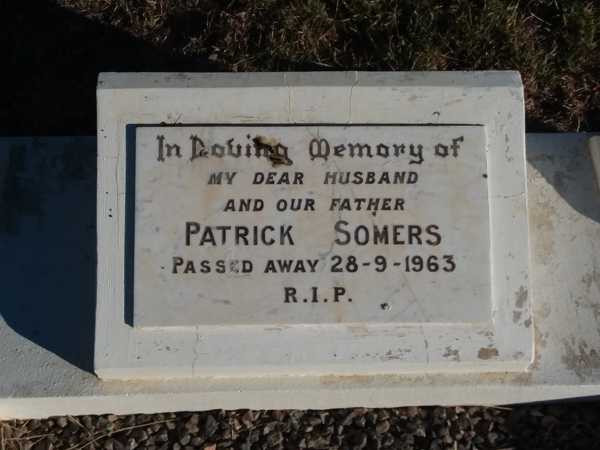 In Loving Memory of
MY DEAR HUSBAND
AND OUR FATHER
PATRICK SOMERS
PASSED AWAY 28-9-1963
R.I.P.